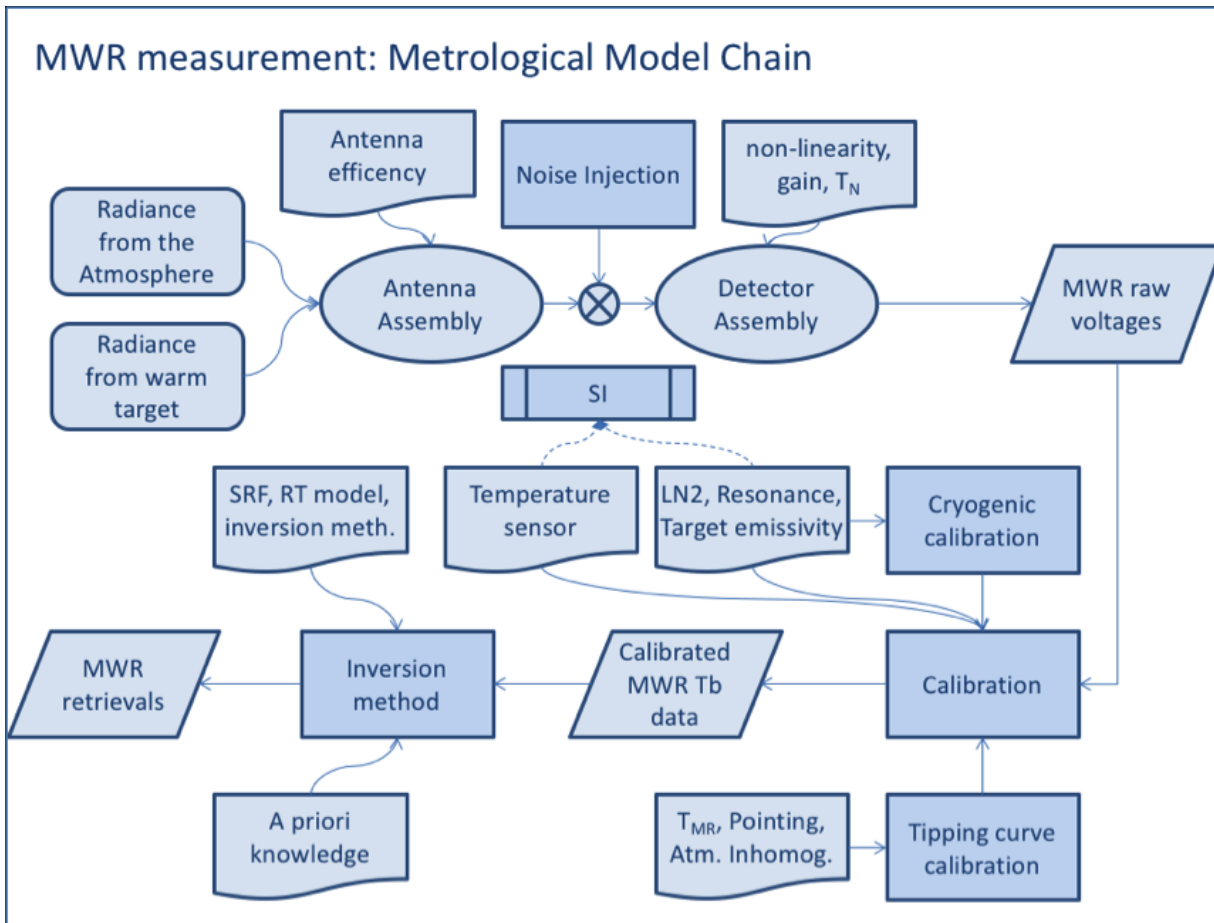 MWR measurement: Metrological Model Chain
Antenna
efficency
Noise Injection
non-linearity,
gain, T_N
Radiance
from the
Atmosphere
Antenna
Assembly
Detector
Assembly
MWR raw
voltages
Radiance
from warm
target
SI
SRF, RT model,
inversion meth.
Temperature
sensor
LN2, Resonance,
Target emissivity
Cryogenic
calibration
MWR
retrievals
Inversion
method
Calibrated
MWR Tb
data
Calibration
A priori
knowledge
T_MR, Pointing,
Atm. Inhomog.
Tipping curve
calibration